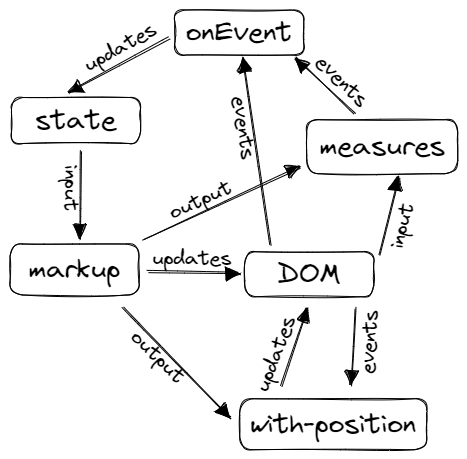 onEvent
updates
events
state
events
measures
input
output
input
markup
updates
DOM
output
updates
events
with-position